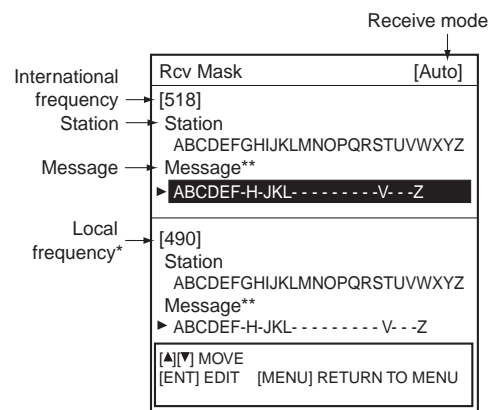 Receive mode
Rcv Mask [Auto]
International frequency
[518]
Station
Station
ABCDEFGHIJKLMNOPQRSTUVWXYZ
Message
Message**
► ABCDEF-H-JKL- - - - - - - - -V- - -Z
Local frequency*
[490]
Station
ABCDEFGHIJKLMNOPQRSTUVWXYZ
Message**
► ABCDEF-H-JKL- - - - - - - - - V- - -Z
[▲][▼] MOVE
[ENT] EDIT [MENU] RETURN TO MENU